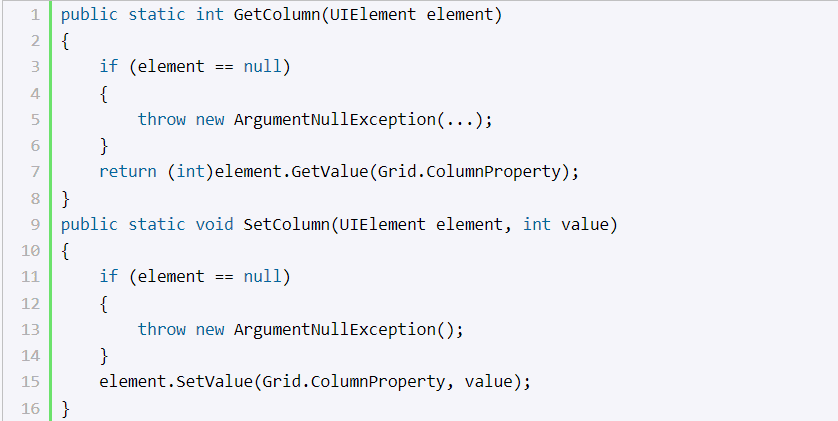 1 public static int GetColumn(UIElement element)
2 {
3     if (element == null)
4     {
5         throw new ArgumentNullException(...);
6     }
7     return (int)element.GetValue(Grid.ColumnProperty);
8 }
9 public static void SetColumn(UIElement element, int value)
10 {
11     if (element == null)
12     {
13         throw new ArgumentNullException();
14     }
15     element.SetValue(Grid.ColumnProperty, value);
16 }